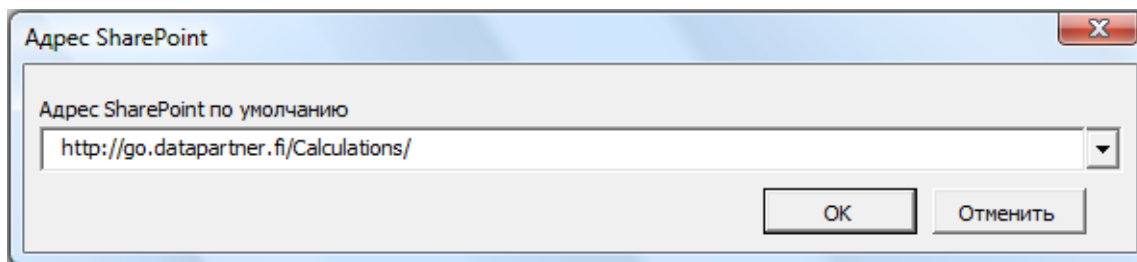 Адрес SharePoint
Адрес SharePoint по умолчанию
http://go.datapartner.fi/Calculations/
OK Отменить